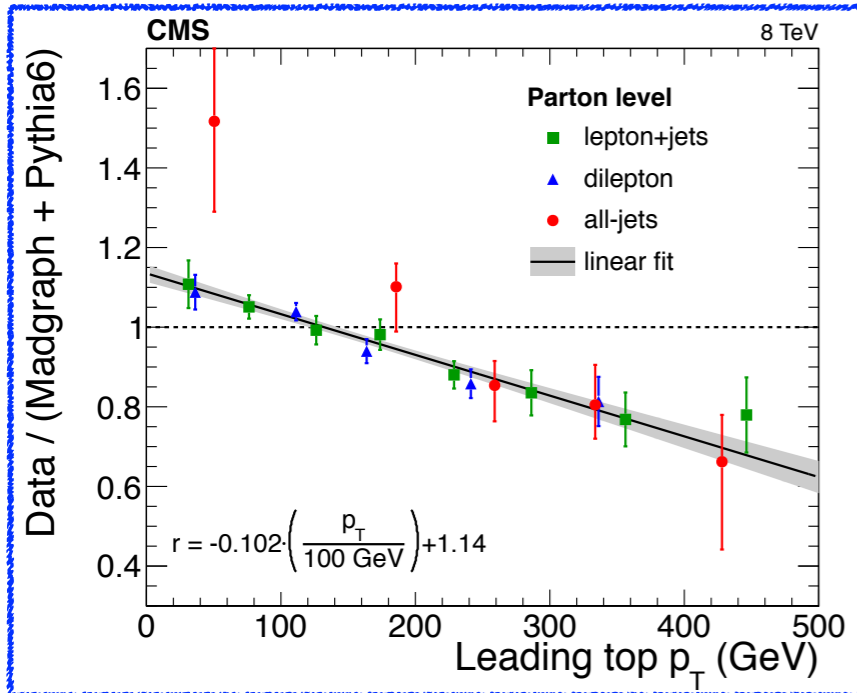 CMS 8 TeV
Data / (Madgraph + Pythia6)
1.6
1.4
1.2
1
0.8
0.6
0.4
Parton level
lepton+jets
dilepton
all-jets
linear fit
r = -0.102·(p_T / 100 GeV)+1.14
0 100 200 300 400 500
Leading top p_T (GeV)